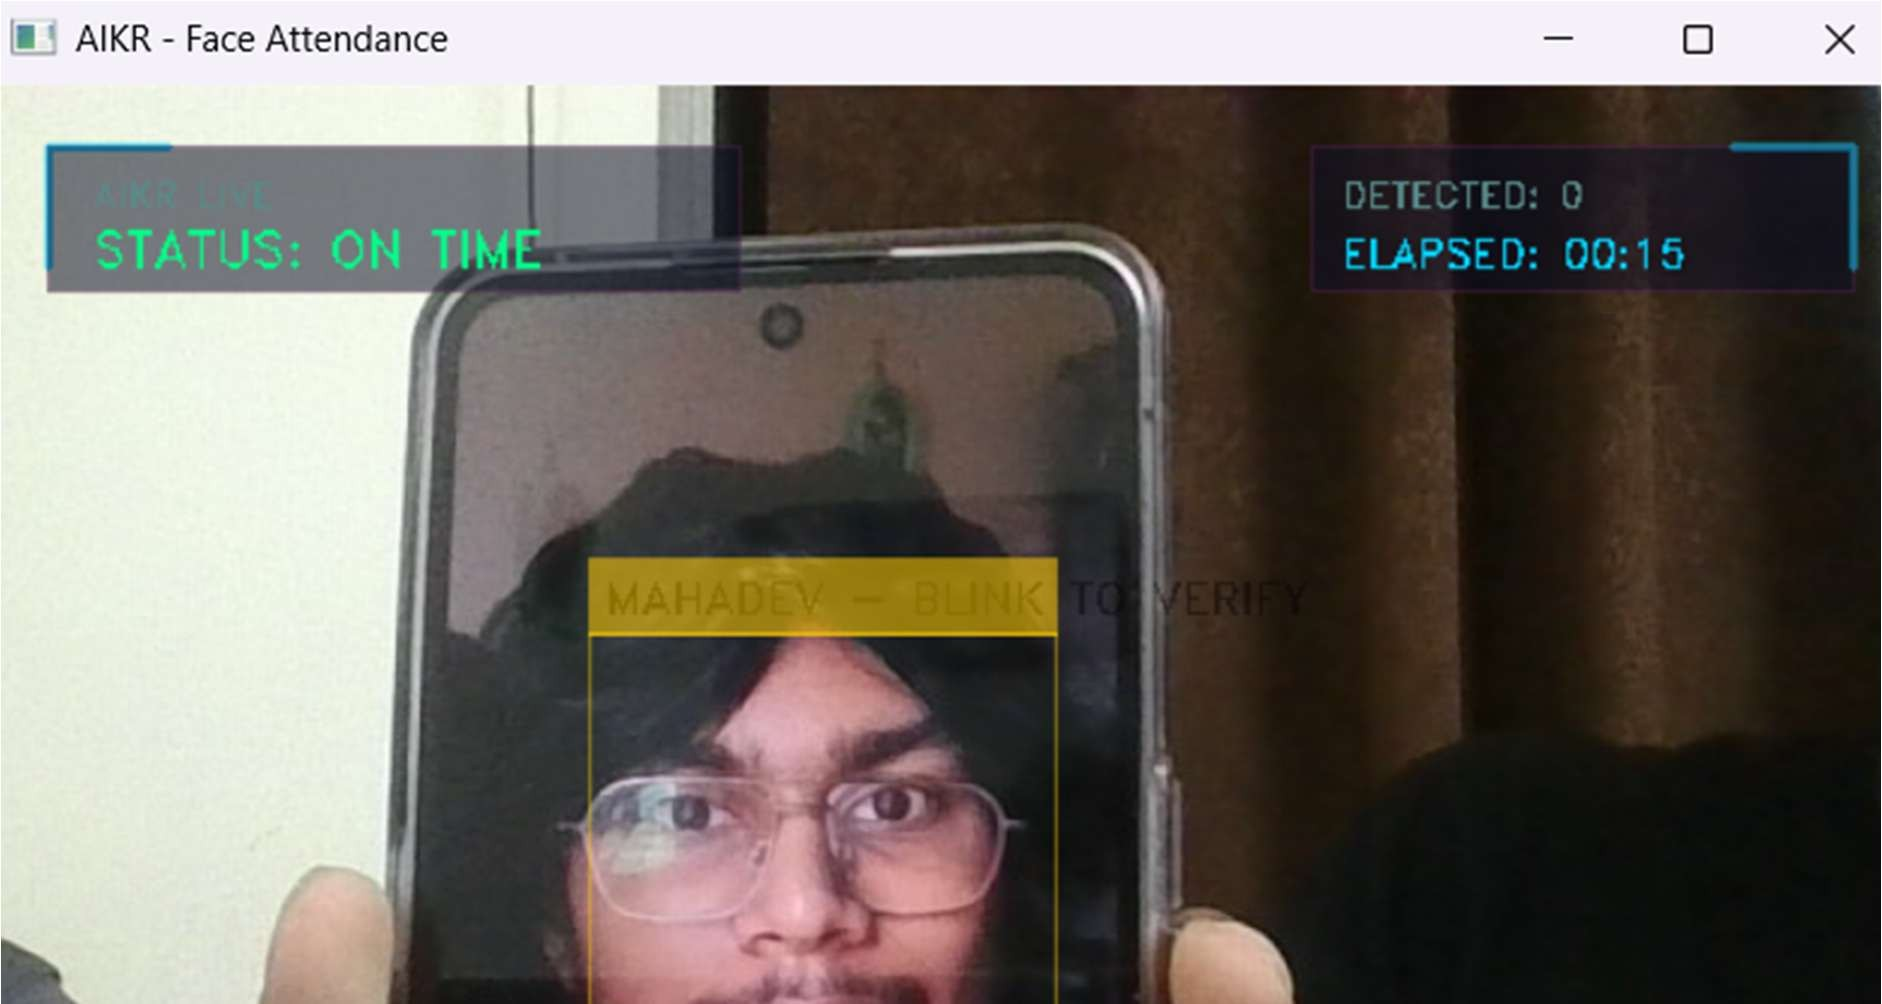 AIKR - Face Attendance
AIKR LIVE
STATUS: ON TIME
DETECTED: 0
ELAPSED: 00:15
MAHADEV - BLINK TO VERIFY